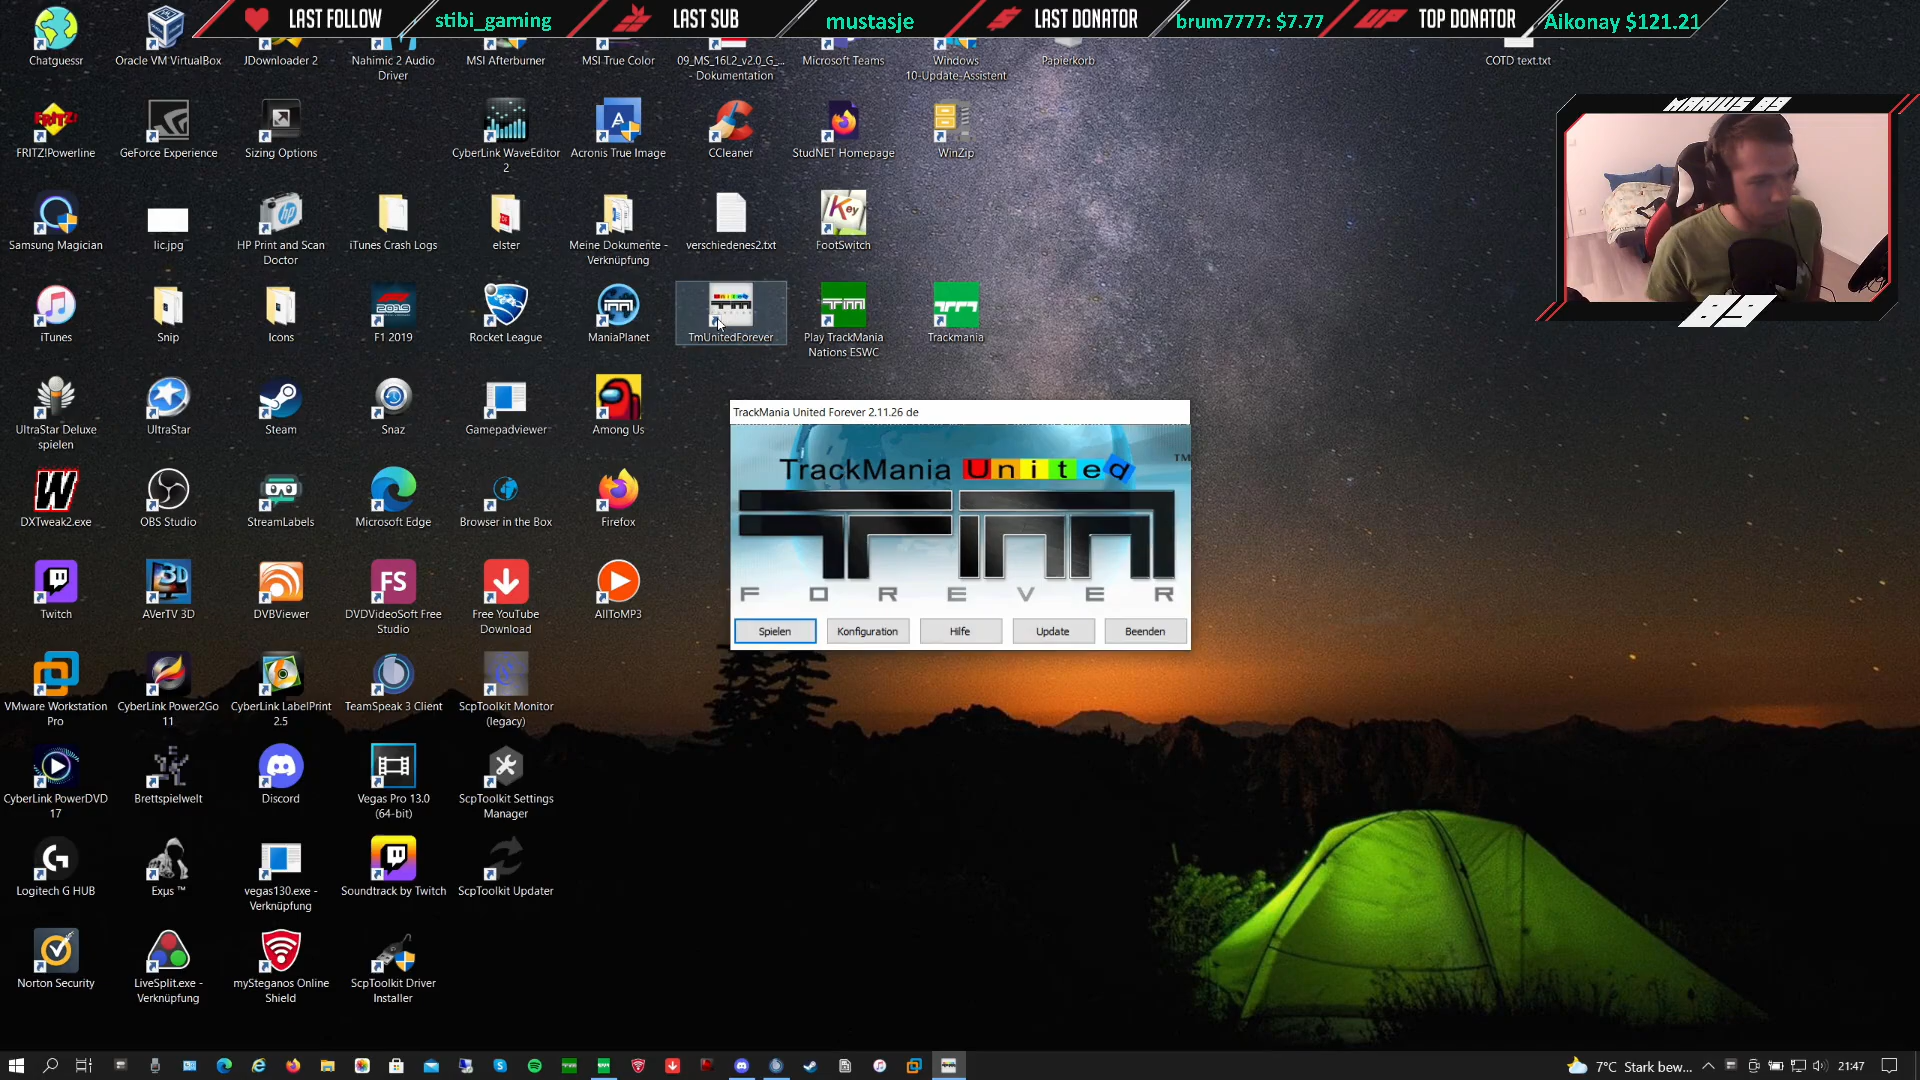 LAST FOLLOW stibi_gaming LAST SUB mustasje LAST DONATOR brum7777: $7.77 TOP DONATOR Aikonay $121.21
Chatguessr
Oracle VM VirtualBox
JDownloader 2
Nahimic 2 Audio
Driver
MSI Afterburner
MSI True Color
09_MS_16L2_v2.0_G_...
- Dokumentation
Microsoft Teams
Windows
10-Update-Assistent
Papierkorb
COTD text.txt
MARIUS 89
89
FRITZ!
FRITZ!Powerline
GeForce Experience
Sizing Options
CyberLink WaveEditor
2
Acronis True Image
CCleaner
StudNET Homepage
WinZip
Samsung Magician
lic.jpg
HP Print and Scan
Doctor
iTunes Crash Logs
elster
Meine Dokumente -
Verknüpfung
verschiedenes2.txt
Key
FootSwitch
iTunes
Snip
Icons
2019
F1 2019
Rocket League
ManiaPlanet
TmUnitedForever
Play TrackMania
Nations ESWC
Trackmania
UltraStar Deluxe
spielen
UltraStar
Steam
Snaz
Gamepadviewer
Among Us
TrackMania United Forever 2.11.26 de
TrackMania United TM
FOREVER
Spielen Konfiguration Hilfe Update Beenden
DXTweak2.exe
OBS Studio
StreamLabels
Microsoft Edge
Browser in the Box
Firefox
Twitch
3D
AVerTV 3D
DVBViewer
FS
DVDVideoSoft Free
Studio
Free YouTube
Download
AllToMP3
VMware Workstation
Pro
CyberLink Power2Go
11
CyberLink LabelPrint
2.5
TeamSpeak 3 Client
ScpToolkit Monitor
(legacy)
CyberLink PowerDVD
17
Brettspielwelt
Discord
Vegas Pro 13.0
(64-bit)
ScpToolkit Settings
Manager
Logitech G HUB
Exus ™
vegas130.exe -
Verknüpfung
Soundtrack by Twitch
ScpToolkit Updater
Norton Security
LiveSplit.exe -
Verknüpfung
mySteganos Online
Shield
ScpToolkit Driver
Installer
7°C Stark bew... 21:47